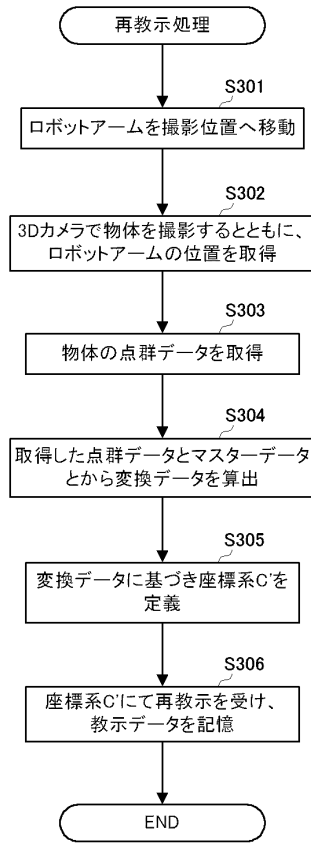 再教示処理
S301
ロボットアームを撮影位置へ移動
S302
3Dカメラで物体を撮影するとともに、
ロボットアームの位置を取得
S303
物体の点群データを取得
S304
取得した点群データとマスターデータ
とから変換データを算出
S305
変換データに基づき座標系C'を
定義
S306
座標系C'にて再教示を受け、
教示データを記憶
END